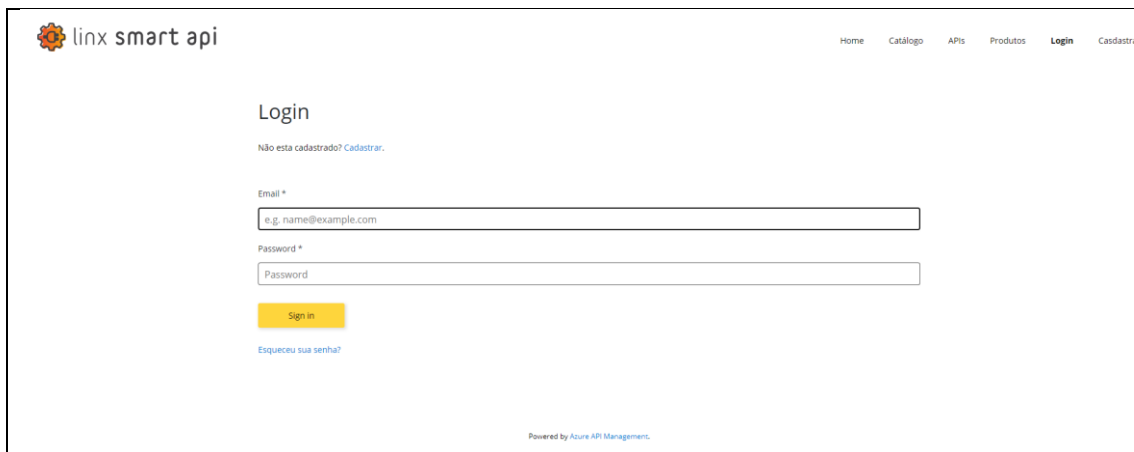 linx smart api
Home Catálogo APIs Produtos Login Casdastra
Login
Não esta cadastrado? Cadastrar.
Email *
e.g. name@example.com
Password *
Password
Sign in
Esqueceu sua senha?
Powered by Azure API Management.